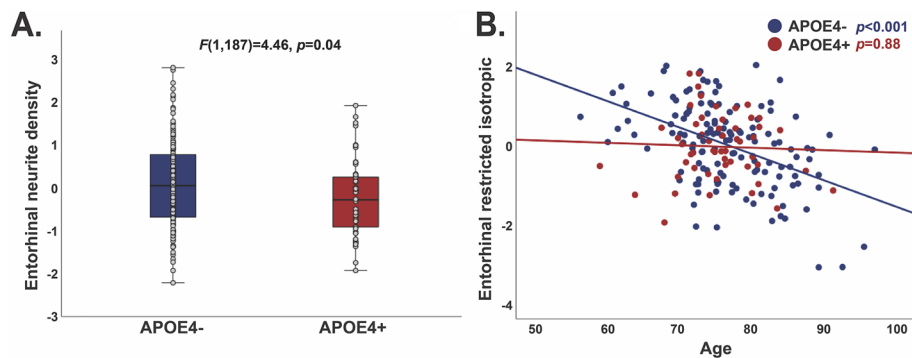 A.
F(1,187)=4.46, p=0.04
Entorhinal neurite density
3
2
1
0
-1
-2
-3
APOE4-
APOE4+
B.
APOE4- p<0.001
APOE4+ p=0.88
Entorhinal restricted isotropic
2
0
-2
-4
50
60
70
80
90
100
Age